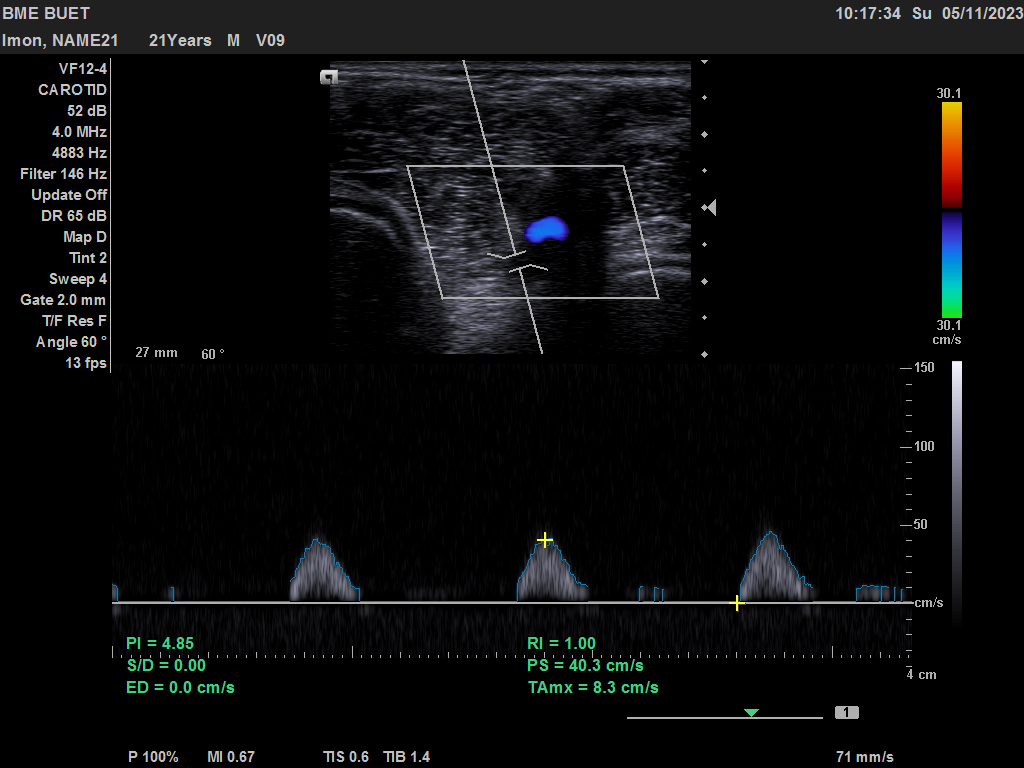 BME BUET 10:17:34 Su 05/11/2023
Imon, NAME21 21Years M V09
VF12-4
CAROTID
52 dB
4.0 MHz
4883 Hz
Filter 146 Hz
Update Off
DR 65 dB
Map D
Tint 2
Sweep 4
Gate 2.0 mm
T/F Res F
Angle 60 °
13 fps
27 mm 60 °
30.1
30.1
cm/s
150
100
50
cm/s
4 cm
PI = 4.85
S/D = 0.00
ED = 0.0 cm/s
RI = 1.00
PS = 40.3 cm/s
TAmx = 8.3 cm/s
1
P 100% MI 0.67 TIS 0.6 TIB 1.4 71 mm/s